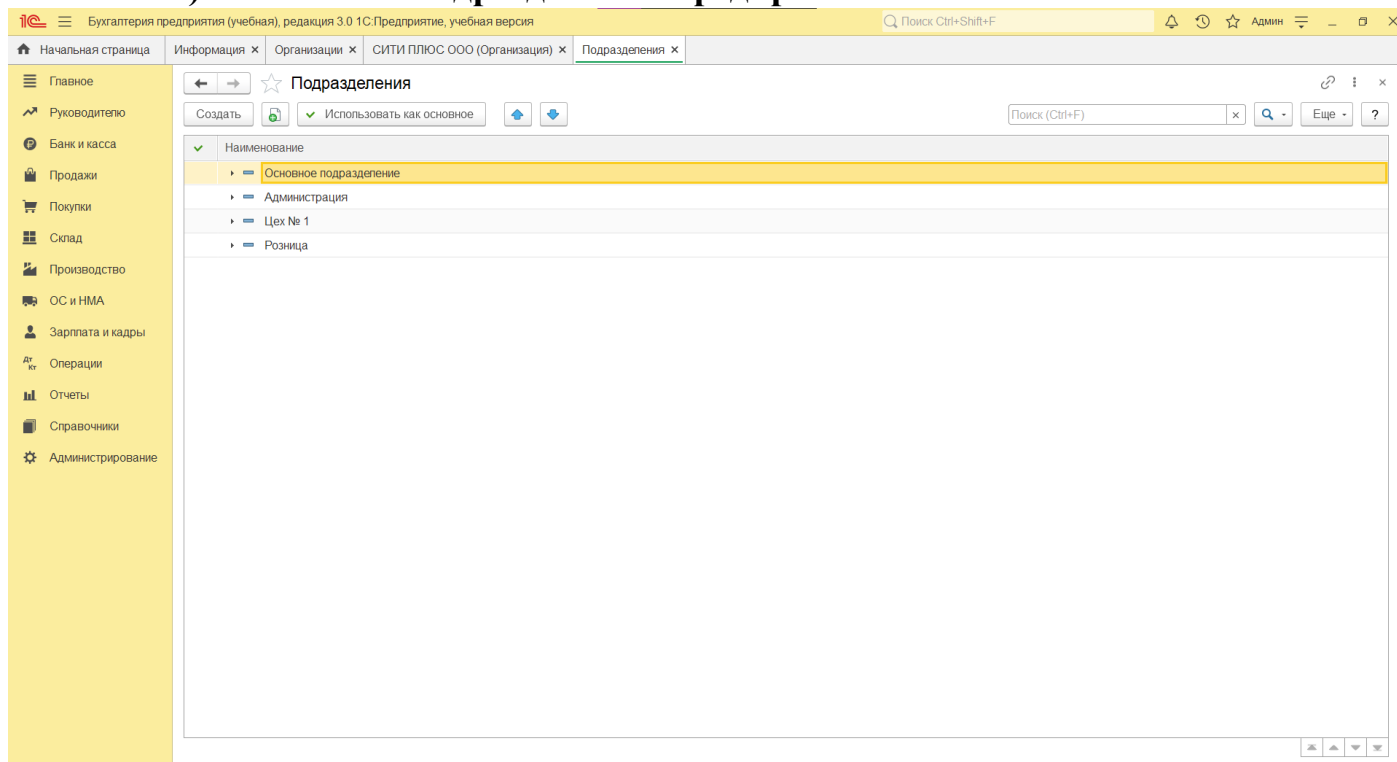 1С Бухгалтерия предприятия (учебная), редакция 3.0 1С:Предприятие, учебная версия Поиск Ctrl+Shift+F Админ
Начальная страница Информация × Организации × СИТИ ПЛЮС ООО (Организация) × Подразделения ×
Главное
Руководителю
Банк и касса
Продажи
Покупки
Склад
Производство
ОС и НМА
Зарплата и кадры
Дт Кт Операции
Отчеты
Справочники
Администрирование
Подразделения
Создать Использовать как основное Поиск (Ctrl+F) × Еще ?
Наименование
Основное подразделение
Администрация
Цех № 1
Розница